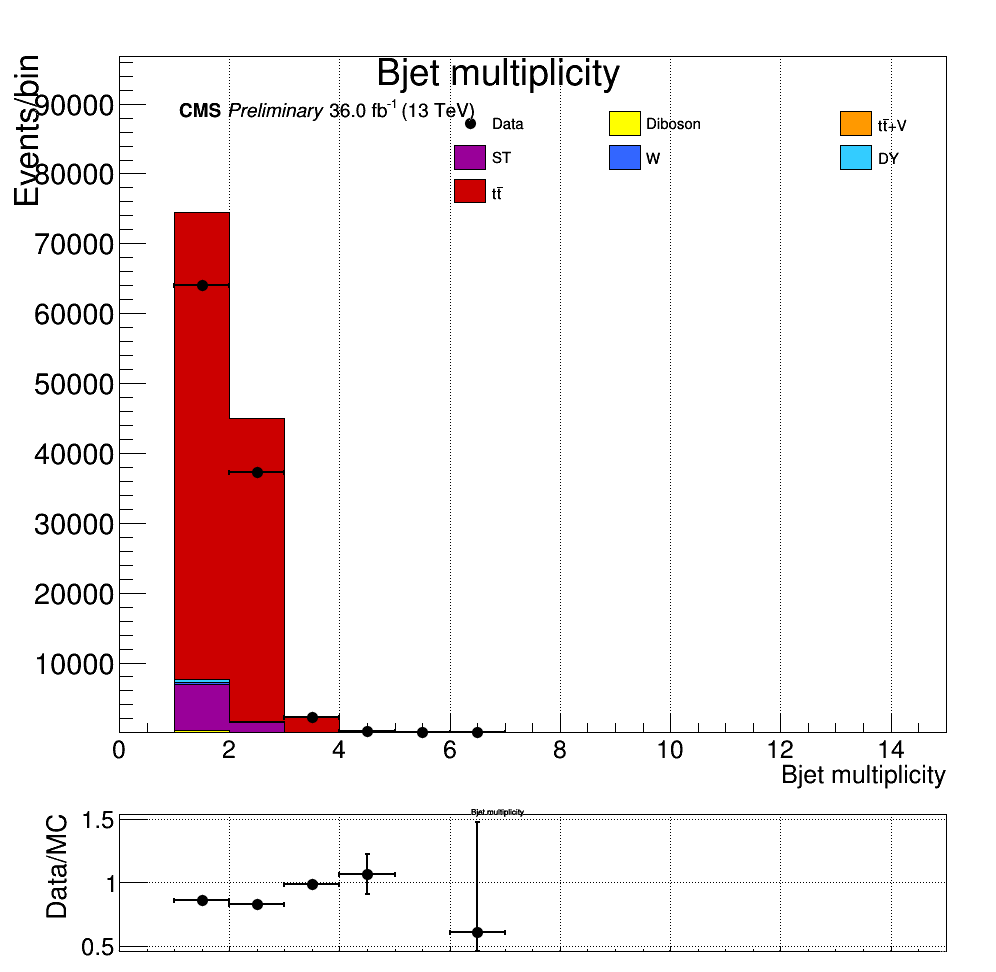 Bjet multiplicity
CMS Preliminary 36.0 fb-1 (13 TeV)
Data
Diboson
tt̄+V
ST
W
DY
tt̄
Events/bin
90000
80000
70000
60000
50000
40000
30000
20000
10000
0 2 4 6 8 10 12 14
Bjet multiplicity
Bjet multiplicity
Data/MC
1.5
1
0.5